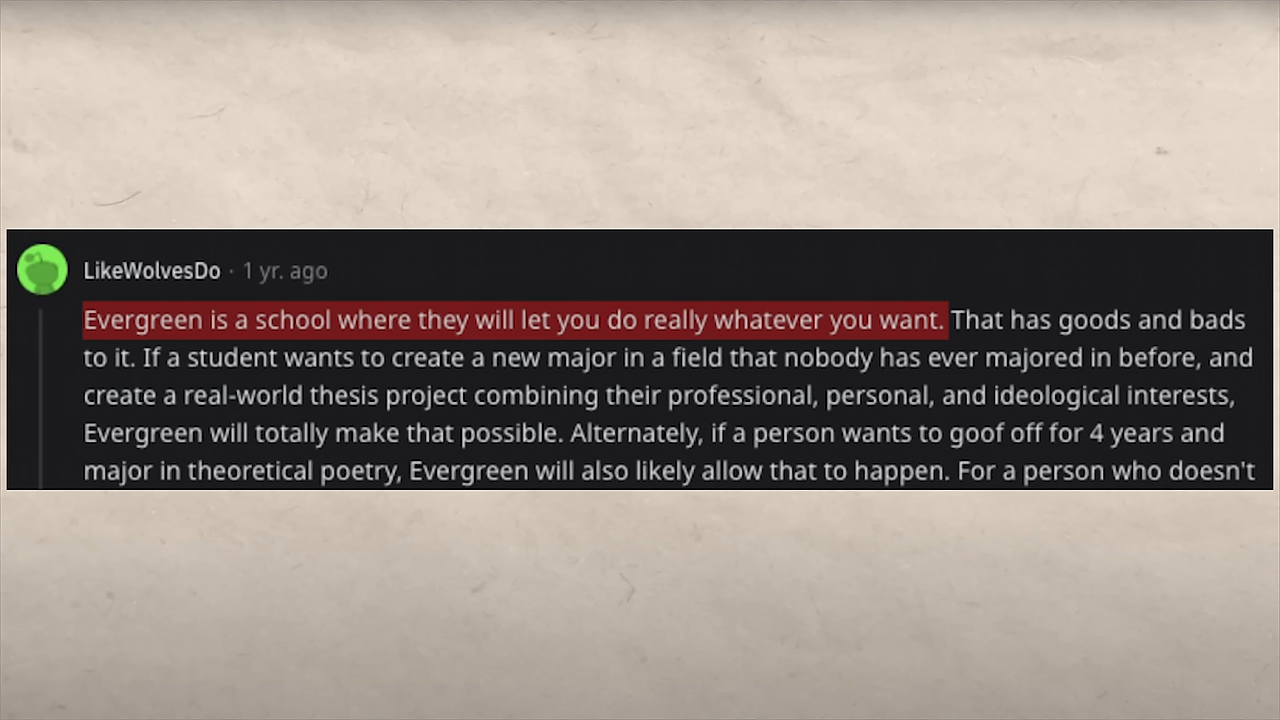 LikeWolvesDo · 1 yr. ago
Evergreen is a school where they will let you do really whatever you want. That has goods and bads
to it. If a student wants to create a new major in a field that nobody has ever majored in before, and
create a real-world thesis project combining their professional, personal, and ideological interests,
Evergreen will totally make that possible. Alternately, if a person wants to goof off for 4 years and
major in theoretical poetry, Evergreen will also likely allow that to happen. For a person who doesn't